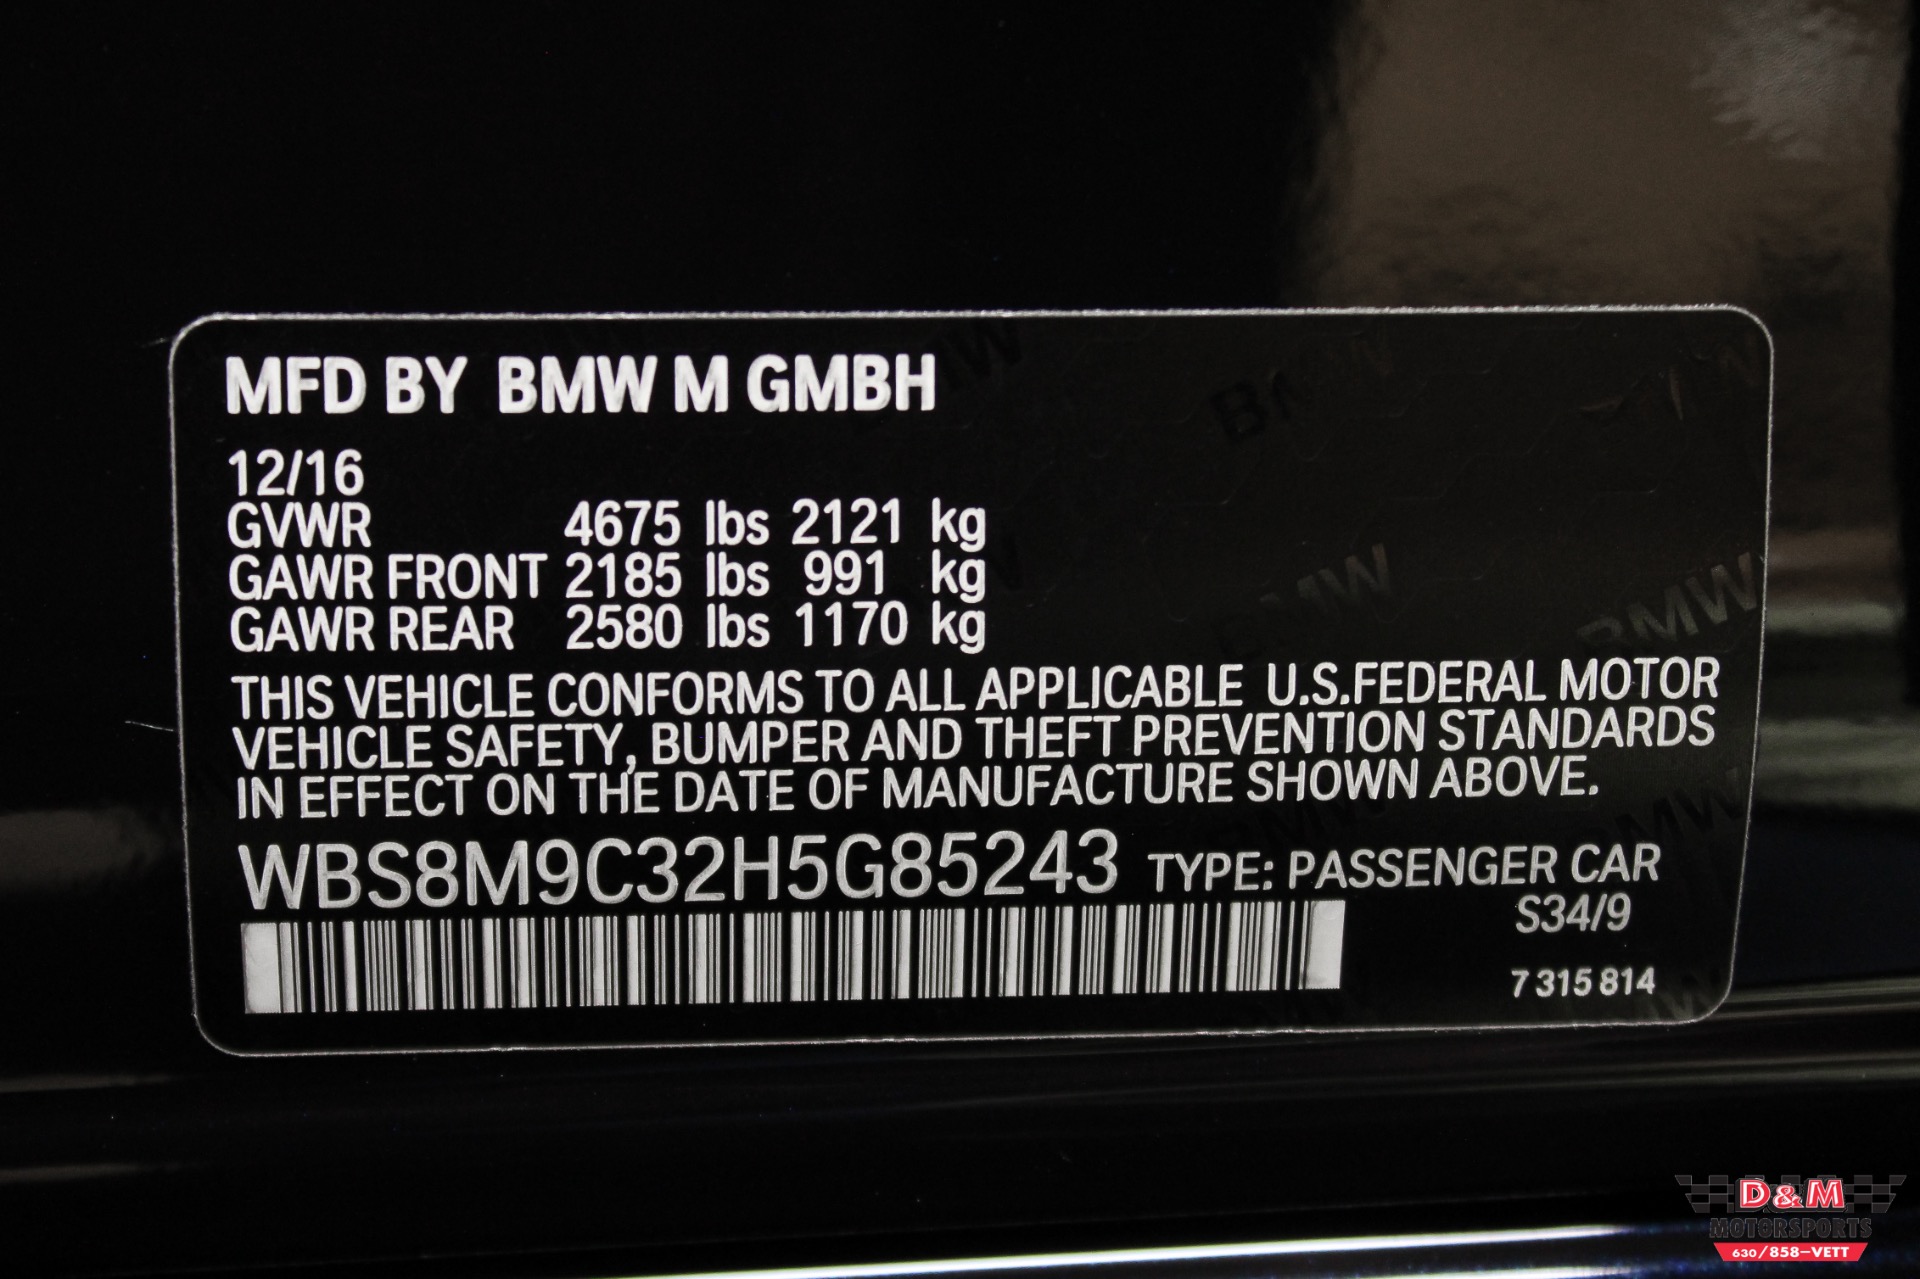 MFD BY BMW M GMBH
12/16
GVWR 4675 lbs 2121 kg
GAWR FRONT 2185 lbs 991 kg
GAWR REAR 2580 lbs 1170 kg
THIS VEHICLE CONFORMS TO ALL APPLICABLE U.S.FEDERAL MOTOR
VEHICLE SAFETY, BUMPER AND THEFT PREVENTION STANDARDS
IN EFFECT ON THE DATE OF MANUFACTURE SHOWN ABOVE.
WBS8M9C32H5G85243 TYPE: PASSENGER CAR
S34/9
7 315 814
D&M
MOTORSPORTS
630/858-VETT